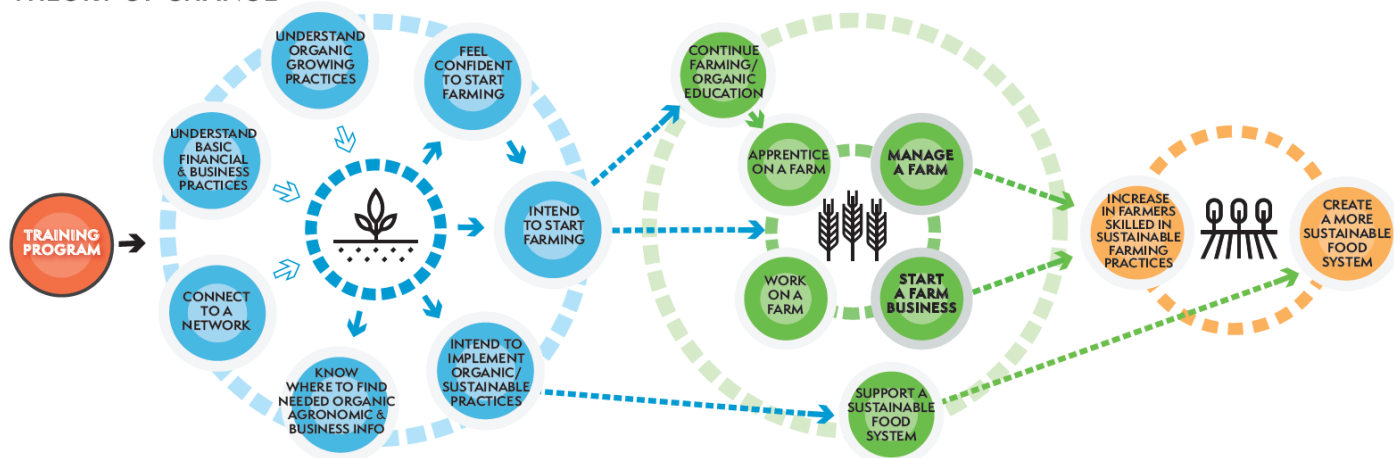 THEORY OF CHANGE
TRAINING
PROGRAM
UNDERSTAND
ORGANIC
GROWING
PRACTICES
UNDERSTAND
BASIC
FINANCIAL
& BUSINESS
PRACTICES
CONNECT
TO A
NETWORK
KNOW
WHERE TO FIND
NEEDED ORGANIC
AGRONOMIC &
BUSINESS INFO
FEEL
CONFIDENT
TO START
FARMING
INTEND
TO START
FARMING
INTEND TO
IMPLEMENT
ORGANIC/
SUSTAINABLE
PRACTICES
CONTINUE
FARMING/
ORGANIC
EDUCATION
APPRENTICE
ON A FARM
MANAGE
A FARM
WORK
ON A
FARM
START
A FARM
BUSINESS
SUPPORT A
SUSTAINABLE
FOOD
SYSTEM
INCREASE
IN FARMERS
SKILLED IN
SUSTAINABLE
FARMING
PRACTICES
CREATE
A MORE
SUSTAINABLE
FOOD
SYSTEM